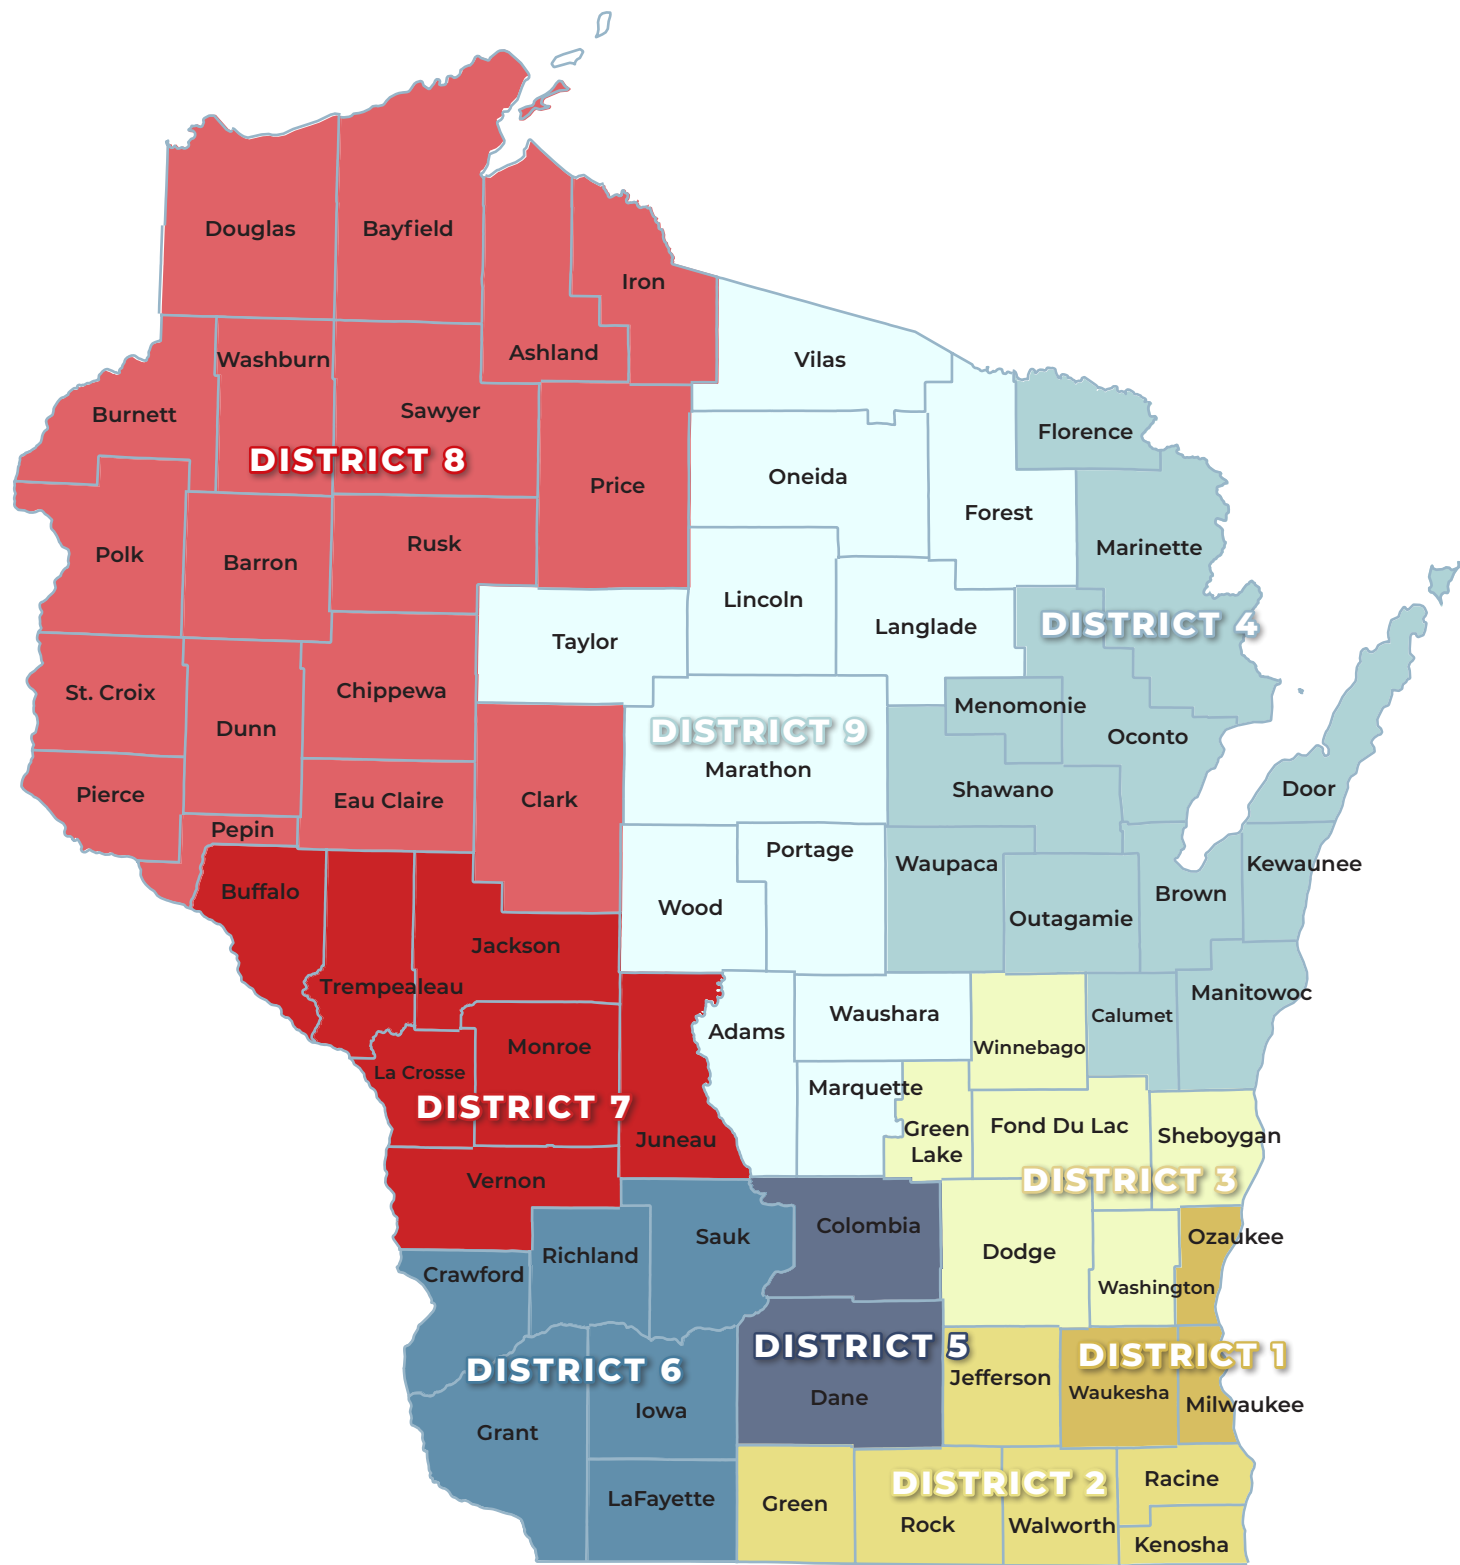 Douglas
Bayfield
Iron
Ashland
Vilas
Washburn
Burnett
Sawyer
Florence
DISTRICT 8
Price
Oneida
Forest
Polk
Barron
Rusk
Marinette
Lincoln
Langlade
DISTRICT 4
Taylor
St. Croix
Chippewa
Menomonie
Dunn
DISTRICT 9
Oconto
Marathon
Pierce
Eau Claire
Clark
Shawano
Door
Pepin
Portage
Waupaca
Kewaunee
Buffalo
Wood
Brown
Outagamie
Jackson
Trempealeau
Manitowoc
Waushara
Calumet
Adams
Monroe
Winnebago
La Crosse
Marquette
DISTRICT 7
Green
Lake
Fond Du Lac
Sheboygan
Juneau
Vernon
DISTRICT 3
Colombia
Sauk
Ozaukee
Richland
Dodge
Crawford
Washington
DISTRICT 5
DISTRICT 1
DISTRICT 6
Jefferson
Waukesha
Dane
Milwaukee
Iowa
Grant
Racine
DISTRICT 2
LaFayette
Green
Rock
Walworth
Kenosha